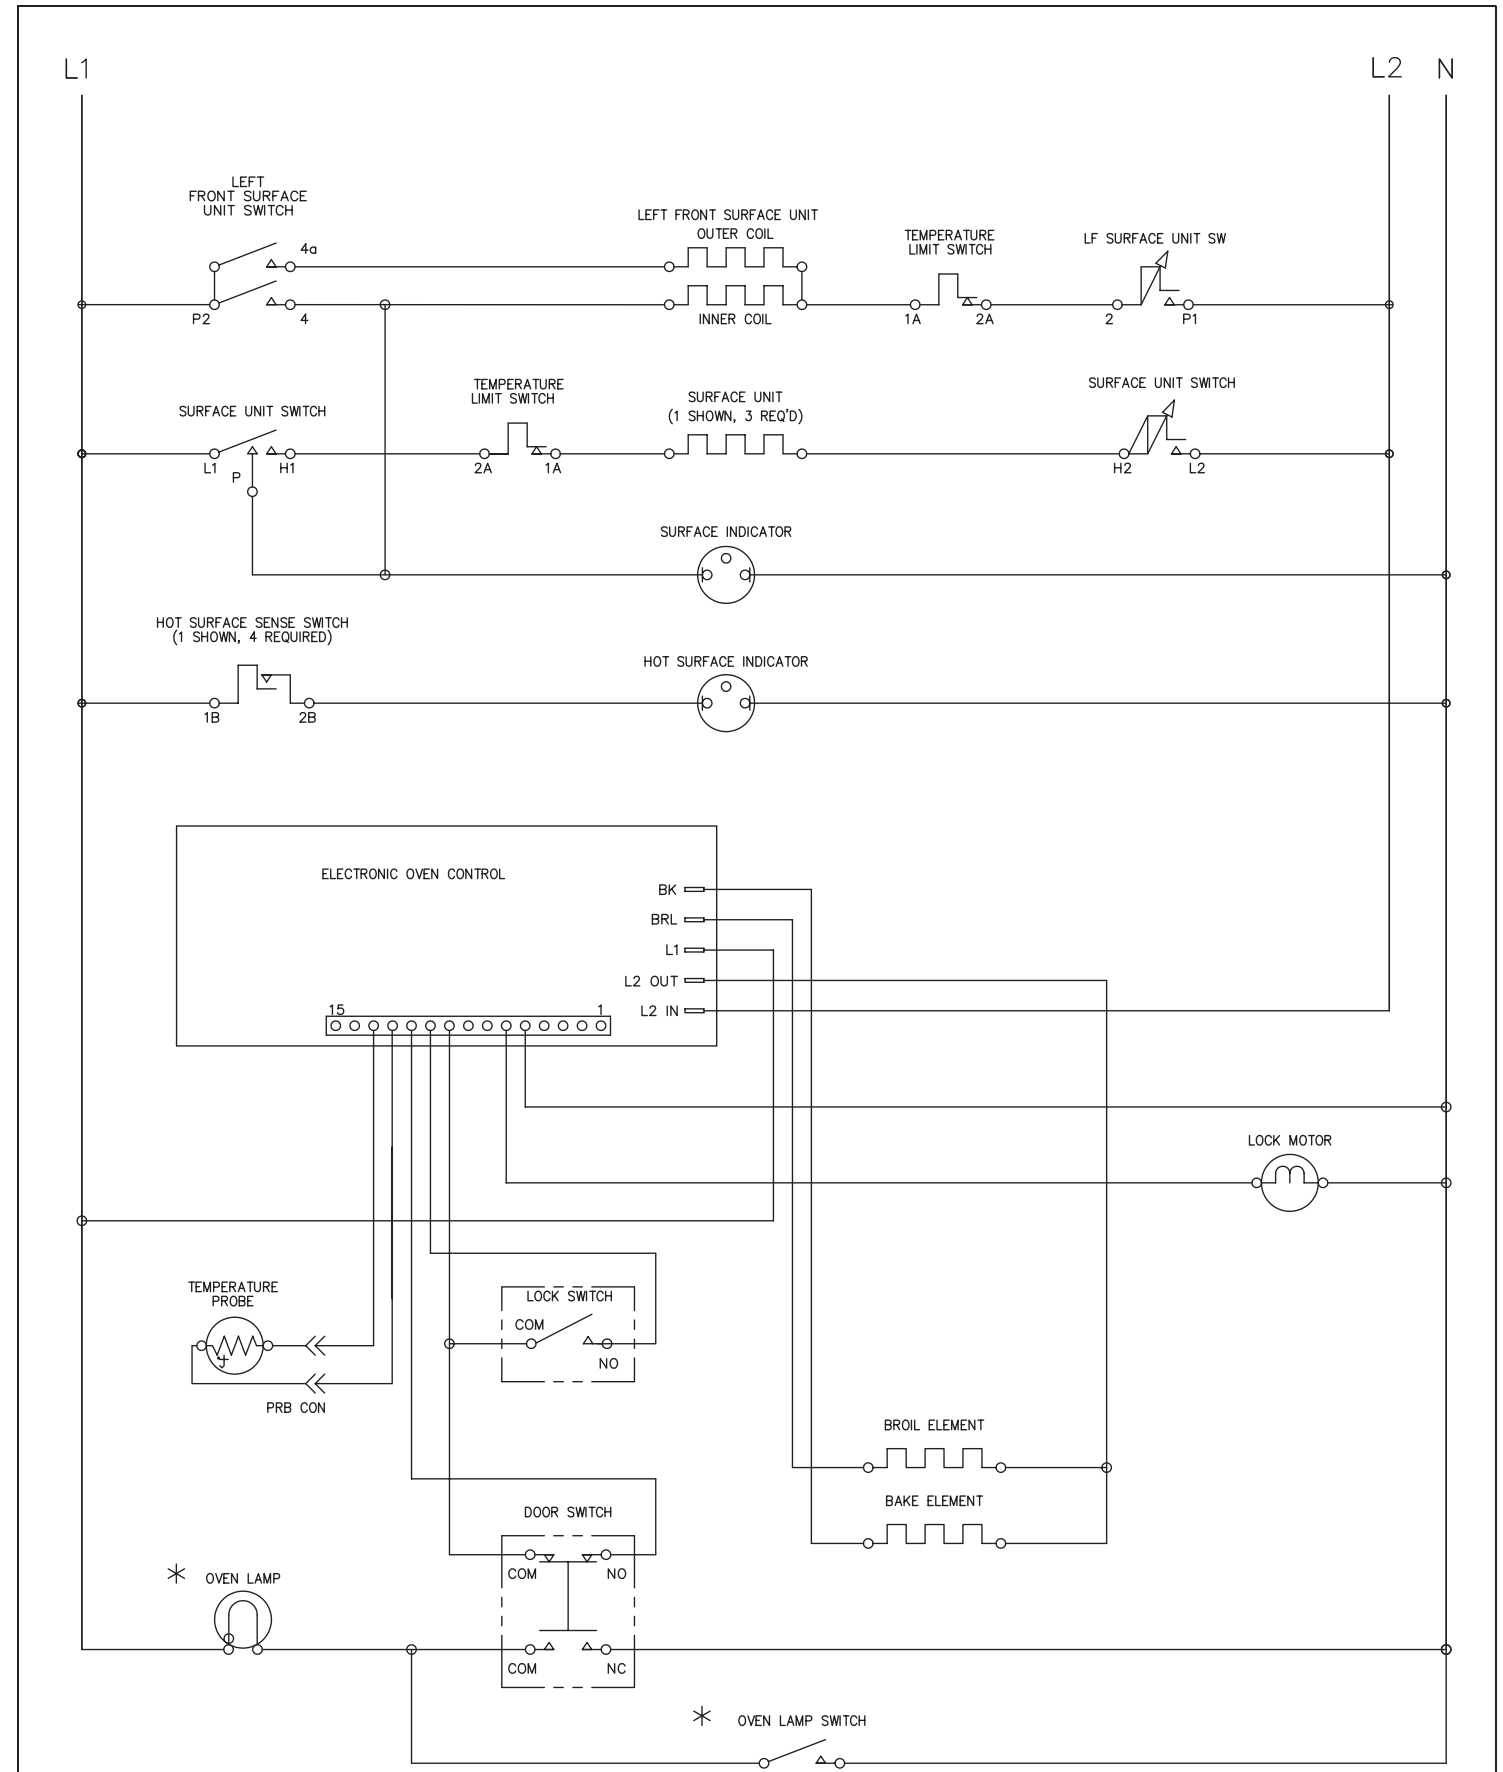 L1
L2
N
LEFT
FRONT SURFACE
UNIT SWITCH
4a
P2
4
LEFT FRONT SURFACE UNIT
OUTER COIL
INNER COIL
TEMPERATURE
LIMIT SWITCH
1A
2A
LF SURFACE UNIT SW
2
P1
SURFACE UNIT SWITCH
L1
H1
P
TEMPERATURE
LIMIT SWITCH
2A
1A
SURFACE UNIT
(1 SHOWN, 3 REQ'D)
SURFACE UNIT SWITCH
H2
L2
SURFACE INDICATOR
HOT SURFACE SENSE SWITCH
(1 SHOWN, 4 REQUIRED)
1B
2B
HOT SURFACE INDICATOR
ELECTRONIC OVEN CONTROL
BK
BRL
L1
L2 OUT
L2 IN
15
1
LOCK MOTOR
TEMPERATURE
PROBE
PRB CON
LOCK SWITCH
COM
NO
BROIL ELEMENT
BAKE ELEMENT
DOOR SWITCH
COM
NO
COM
NC
* OVEN LAMP
* OVEN LAMP SWITCH